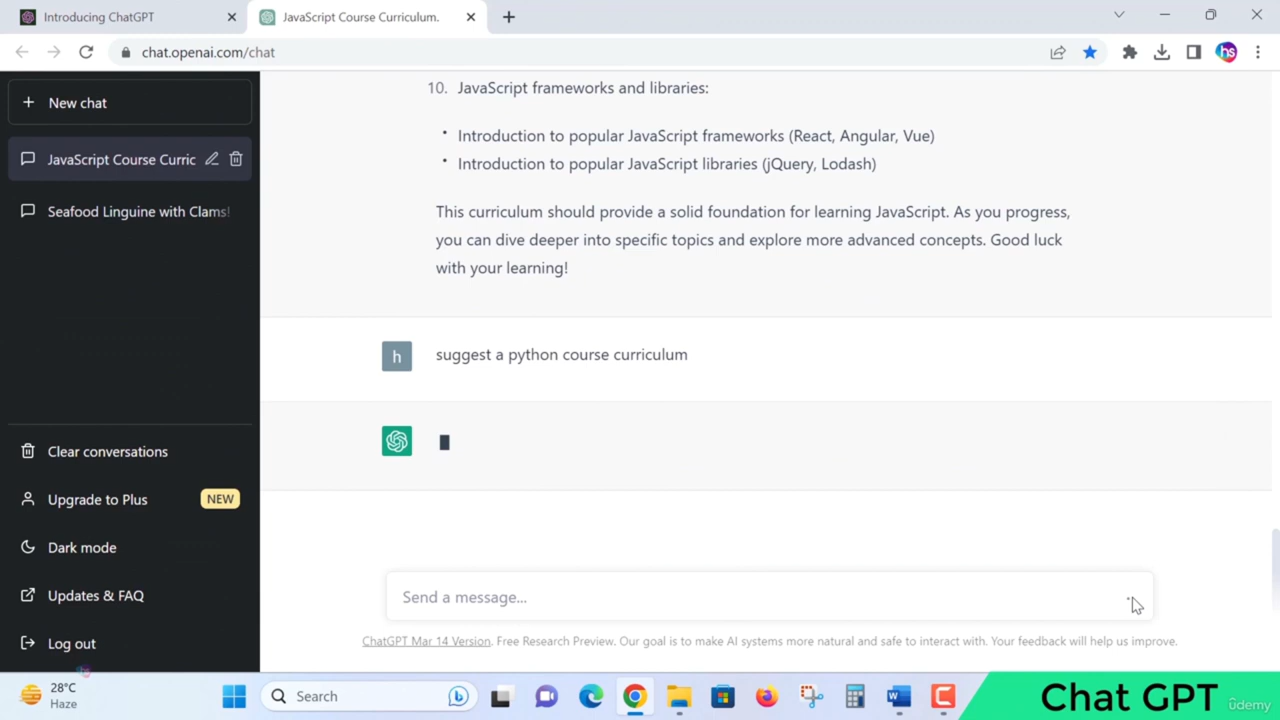 Introducing ChatGPT
JavaScript Course Curriculum.
chat.openai.com/chat
hs
New chat
JavaScript Course Curric
Seafood Linguine with Clams!
Clear conversations
Upgrade to Plus NEW
Dark mode
Updates & FAQ
Log out
10. JavaScript frameworks and libraries:
• Introduction to popular JavaScript frameworks (React, Angular, Vue)
• Introduction to popular JavaScript libraries (jQuery, Lodash)
This curriculum should provide a solid foundation for learning JavaScript. As you progress,
you can dive deeper into specific topics and explore more advanced concepts. Good luck
with your learning!
h
suggest a python course curriculum
Send a message...
ChatGPT Mar 14 Version. Free Research Preview. Our goal is to make AI systems more natural and safe to interact with. Your feedback will help us improve.
28°C
Haze
Search
Chat GPT
ûdemy